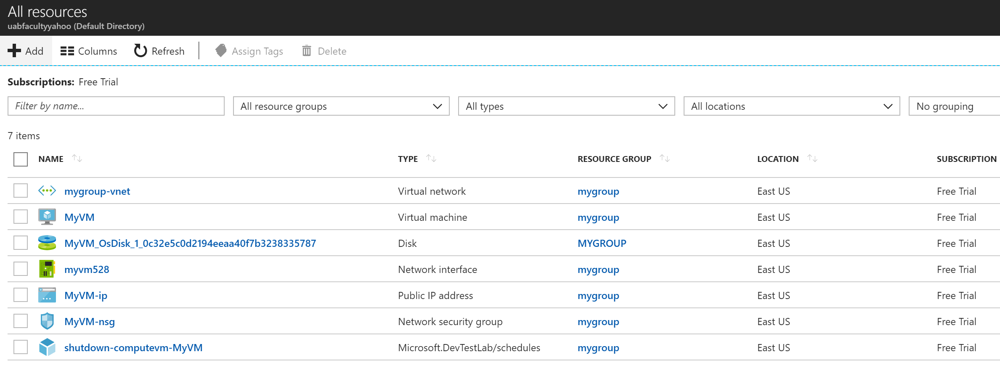 All resources
uabfacultyyahoo (Default Directory)
Add Columns Refresh Assign Tags Delete
Subscriptions: Free Trial
Filter by name... All resource groups All types All locations No grouping
7 items
NAME TYPE RESOURCE GROUP LOCATION SUBSCRIPTION
mygroup-vnet Virtual network mygroup East US Free Trial
MyVM Virtual machine mygroup East US Free Trial
MyVM_OsDisk_1_0c32e5c0d2194eeaa40f7b3238335787 Disk MYGROUP East US Free Trial
myvm528 Network interface mygroup East US Free Trial
MyVM-ip Public IP address mygroup East US Free Trial
MyVM-nsg Network security group mygroup East US Free Trial
shutdown-computevm-MyVM Microsoft.DevTestLab/schedules mygroup East US Free Trial